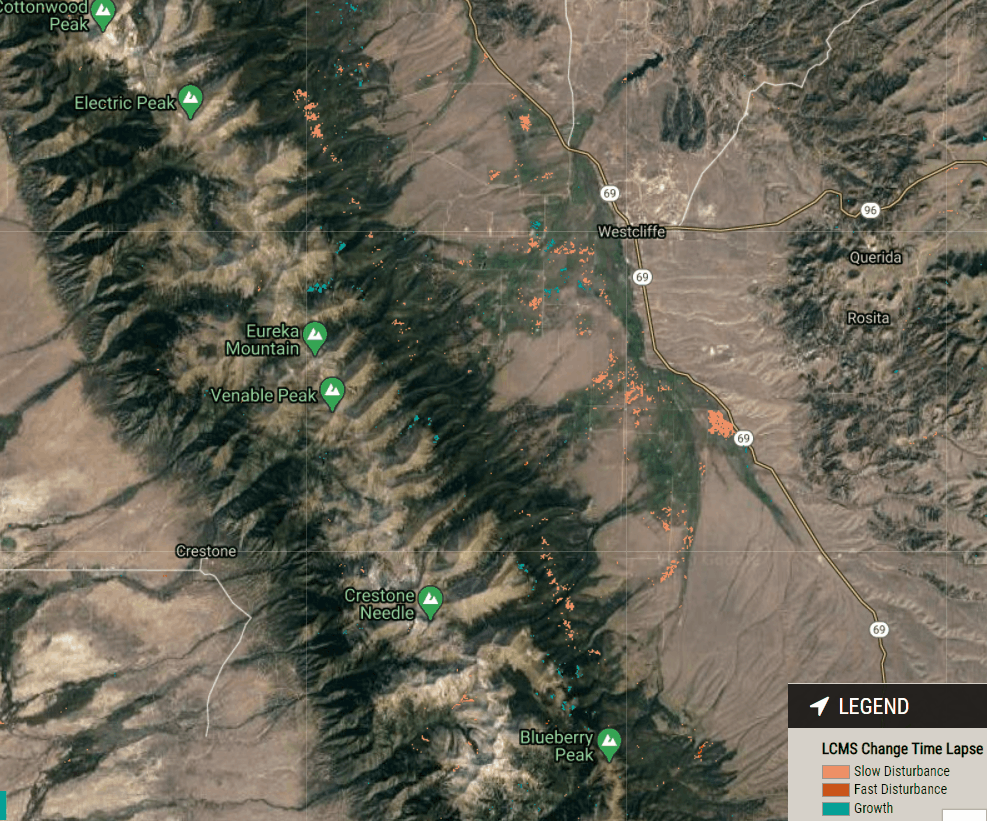 Cottonwood
Peak
Electric Peak
69
96
Westcliffe
Querida
69
Rosita
Eureka
Mountain
Venable Peak
69
Crestone
Crestone
Needle
69
LEGEND
Blueberry
Peak
LCMS Change Time Lapse
Slow Disturbance
Fast Disturbance
Growth